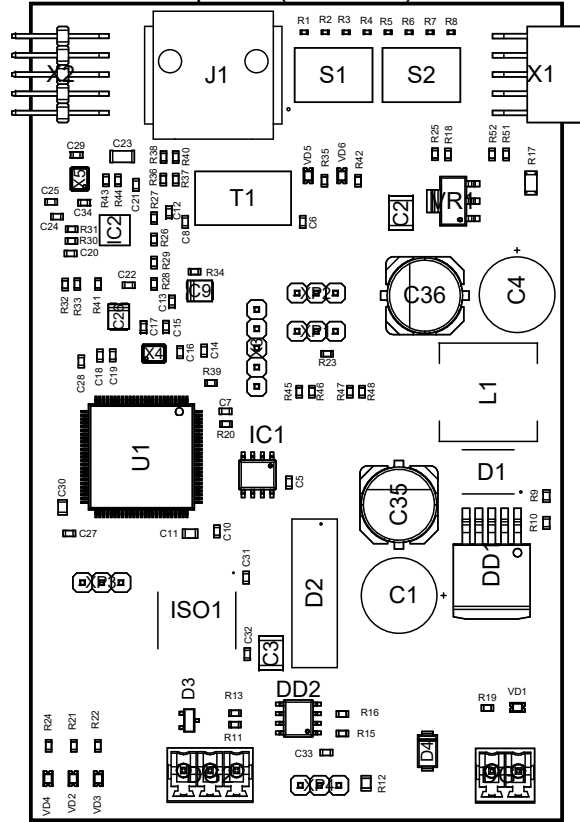 R1 R2 R3 R4 R5 R6 R7 R8
X2 J1 S1 S2 X1
C29 C23 R38 R40 VD5 R35 VD6 R42 R25 R18 R52 R51 R17
X5 R43 R44 C21 R36 R37 T1
C25 C34 R27 C12 C2 VR1
C24 IC2 C8 C6
R31
R30 R26
C20 R29
R32 R33 R41 C22 R28 R34 C9 C36 C4
C13
C17 C15
X4 C16 C14 R23
C28 C18 C19 R39 R45 R46 R47 R48 L1
C7
R20 IC1
U1 D1
C30 C5 C35 R9
C27 C11 C10 R10
DD1
C31
ISO1 D2 C1
C32 C3
D3 R13 DD2 R16 R19 VD1
R24 R21 R22 R11 R15 D4
C33
R12
VD4 VD2 VD3